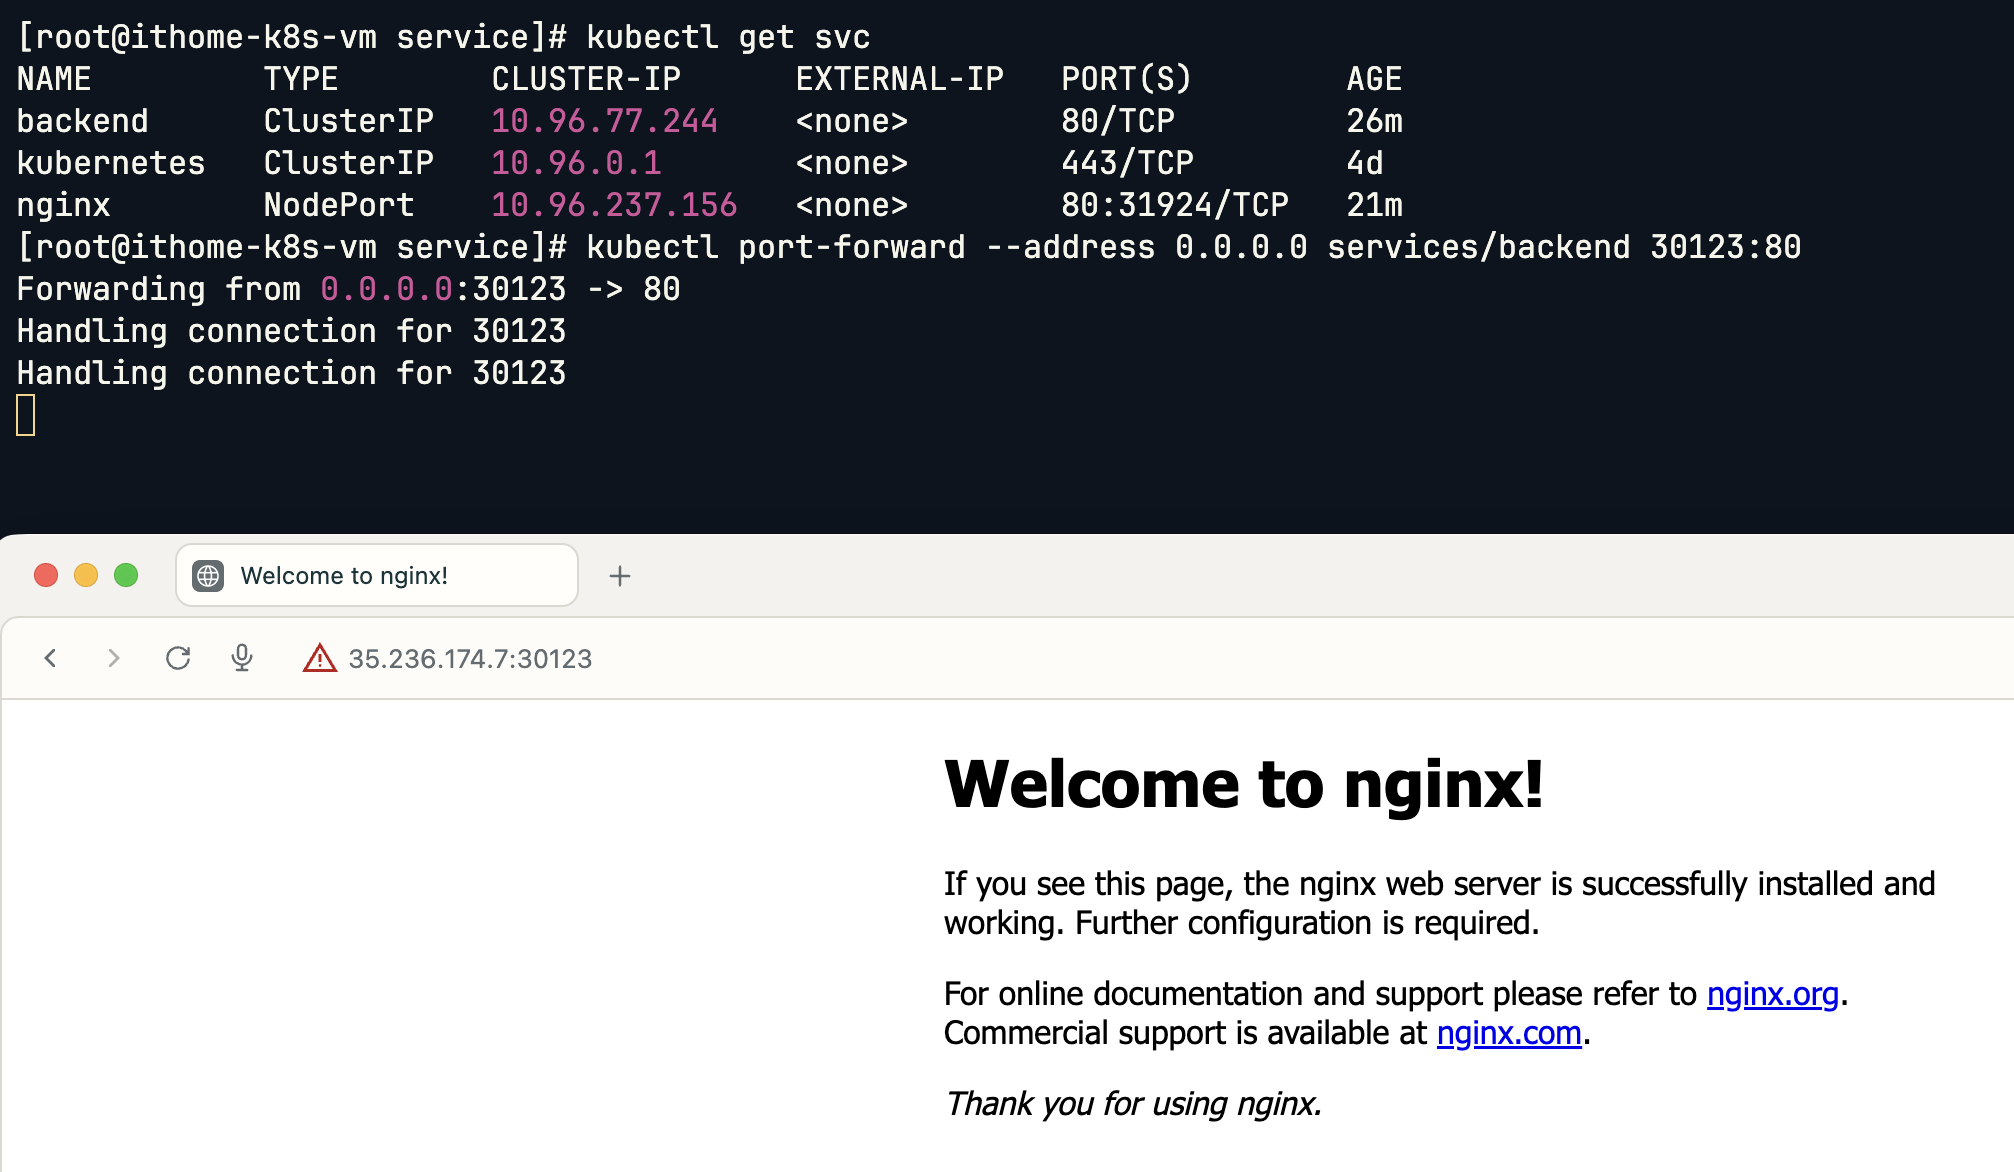 [root@ithome-k8s-vm service]# kubectl get svc
NAME         TYPE        CLUSTER-IP      EXTERNAL-IP   PORT(S)        AGE
backend      ClusterIP   10.96.77.244    <none>        80/TCP         26m
kubernetes   ClusterIP   10.96.0.1       <none>        443/TCP        4d
nginx        NodePort    10.96.237.156   <none>        80:31924/TCP   21m
[root@ithome-k8s-vm service]# kubectl port-forward --address 0.0.0.0 services/backend 30123:80
Forwarding from 0.0.0.0:30123 -> 80
Handling connection for 30123
Handling connection for 30123
Welcome to nginx!
35.236.174.7:30123
Welcome to nginx!
If you see this page, the nginx web server is successfully installed and
working. Further configuration is required.
For online documentation and support please refer to nginx.org.
Commercial support is available at nginx.com.
Thank you for using nginx.